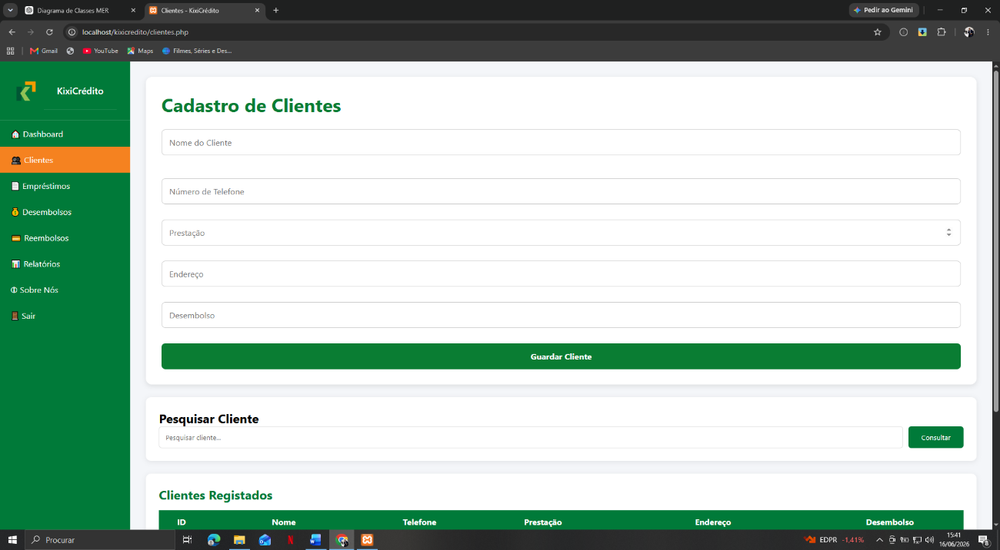 Diagrama de Classes MER
Clientes - KixiCrédito
Pedir ao Gemini
localhost/kixicredito/clientes.php
Gmail
YouTube
Maps
Filmes, Séries e Des...
KixiCrédito
Dashboard
Clientes
Empréstimos
Desembolsos
Reembolsos
Relatórios
Sobre Nós
Sair
Cadastro de Clientes
Nome do Cliente
Número de Telefone
Prestação
Endereço
Desembolso
Guardar Cliente
Pesquisar Cliente
Pesquisar cliente...
Consultar
Clientes Registados
ID Nome Telefone Prestação Endereço Desembolso
Procurar
EDPR -1,41%
15:41
16/06/2026
8